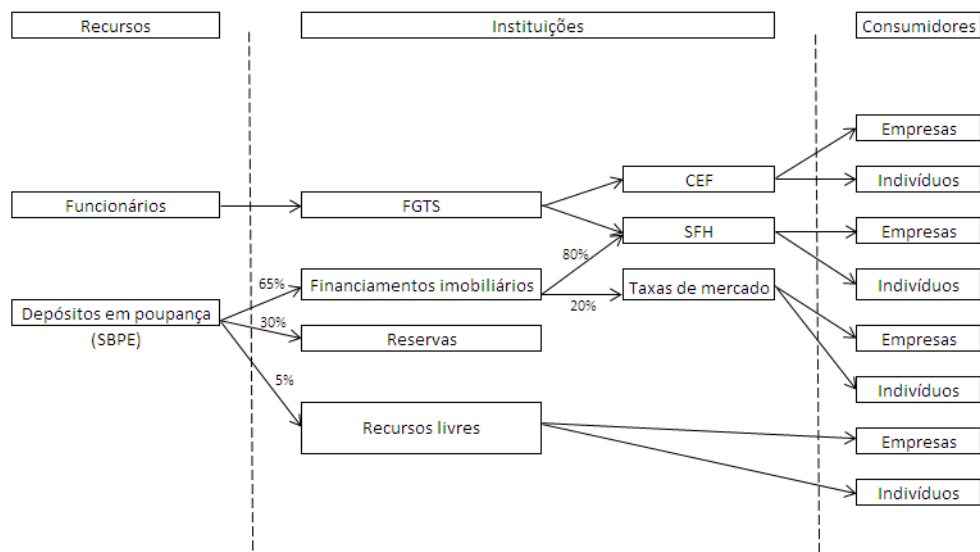 Recursos
Instituições
Consumidores
Empresas
CEF
Indivíduos
Funcionários
FGTS
SFH
Empresas
80%
65%
Financiamentos imobiliários
Taxas de mercado
Indivíduos
20%
Depósitos em poupança
(SBPE)
30%
Reservas
Empresas
5%
Indivíduos
Recursos livres
Empresas
Indivíduos